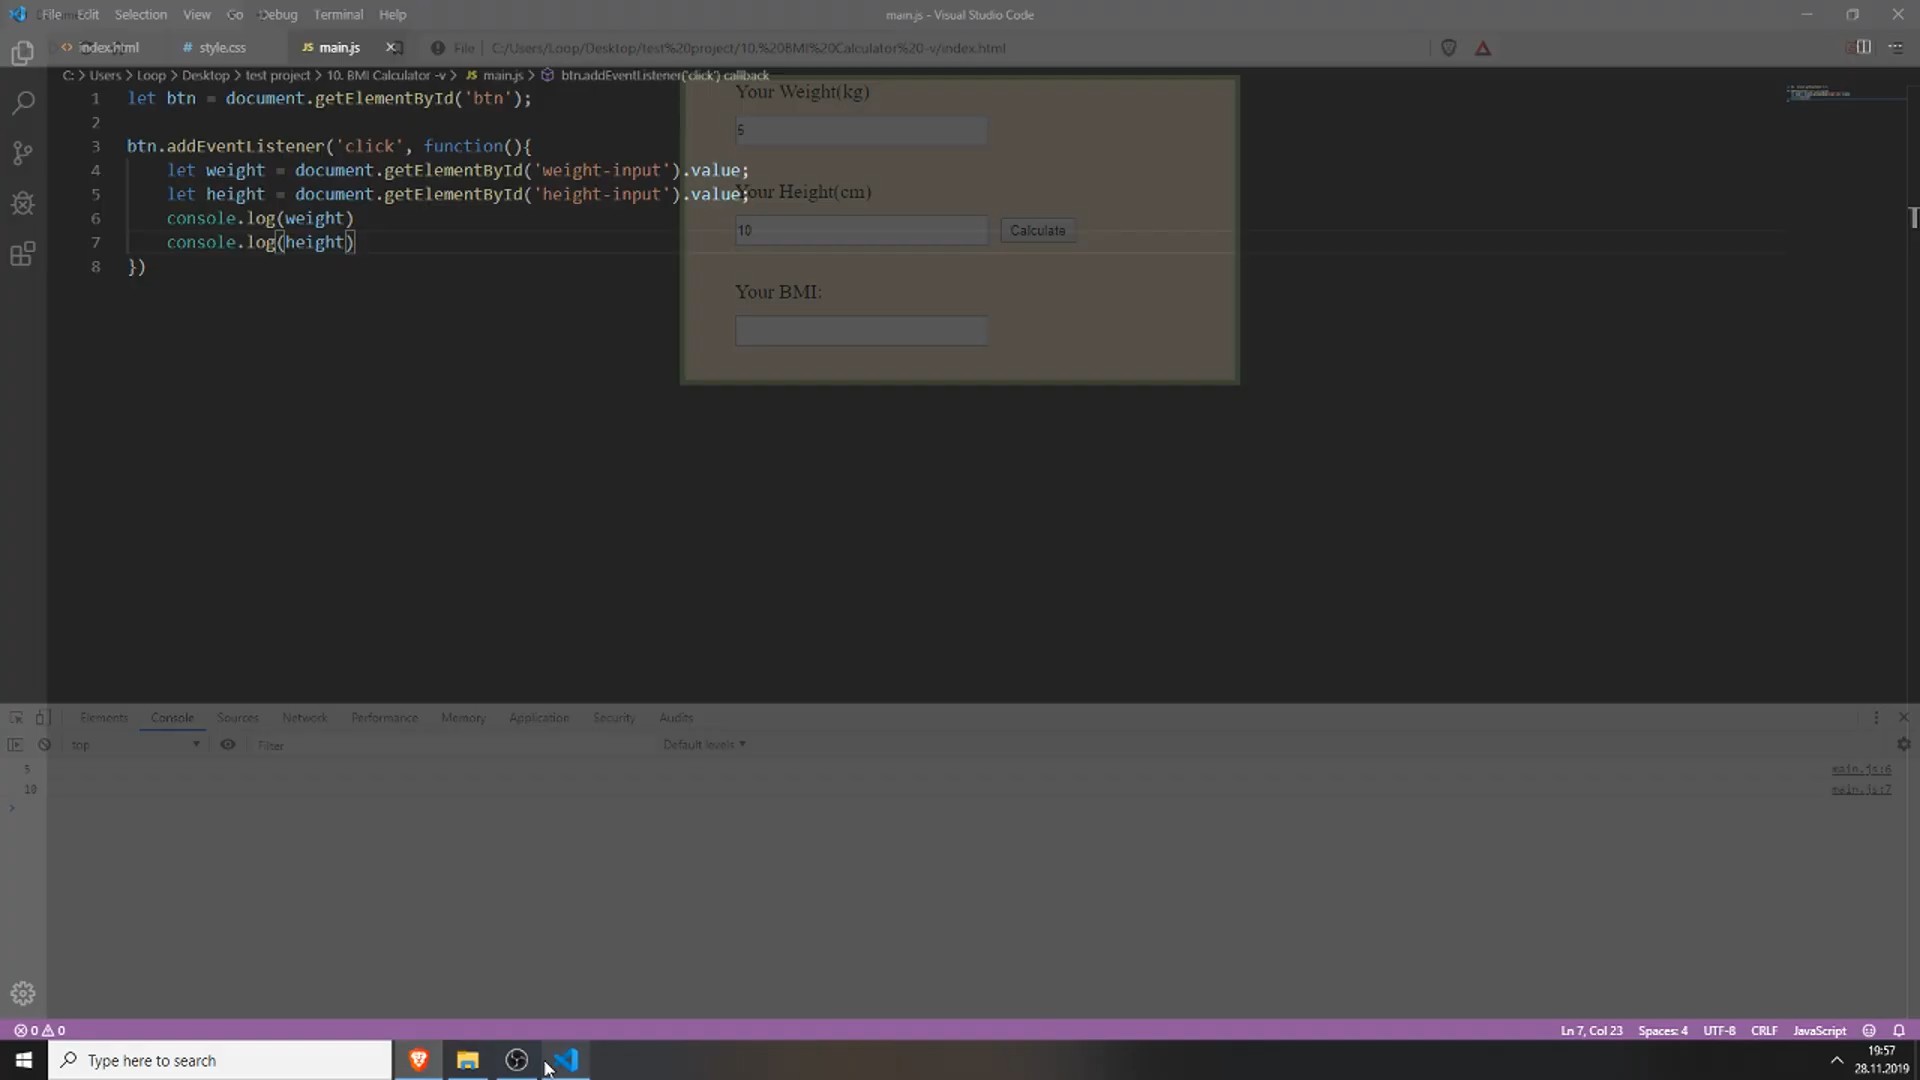 File Edit Selection View Go Debug Terminal Help
main.js - Visual Studio Code
index.html
style.css
JS main.js
File C:/Users/Loop/Desktop/test%20project/10.%20BMI%20Calculator%20-v/index.html
C: > Users > Loop > Desktop > test project > 10. BMI Calculator -v > JS main.js > btn.addEventListener('click') callback
1 let btn = document.getElementById('btn');
2
3 btn.addEventListener('click', function(){
4 let weight = document.getElementById('weight-input').value;
5 let height = document.getElementById('height-input').value;
6 console.log(weight)
7 console.log(height)
8 })
Your Weight(kg)
5
Your Height(cm)
10
Calculate
Your BMI:
Elements Console Sources Network Performance Memory Application Security Audits
top Filter Default levels ▼
5 main.js:6
10 main.js:7
0 0
Ln 7, Col 23 Spaces: 4 UTF-8 CRLF JavaScript
Type here to search
19:57
28.11.2019